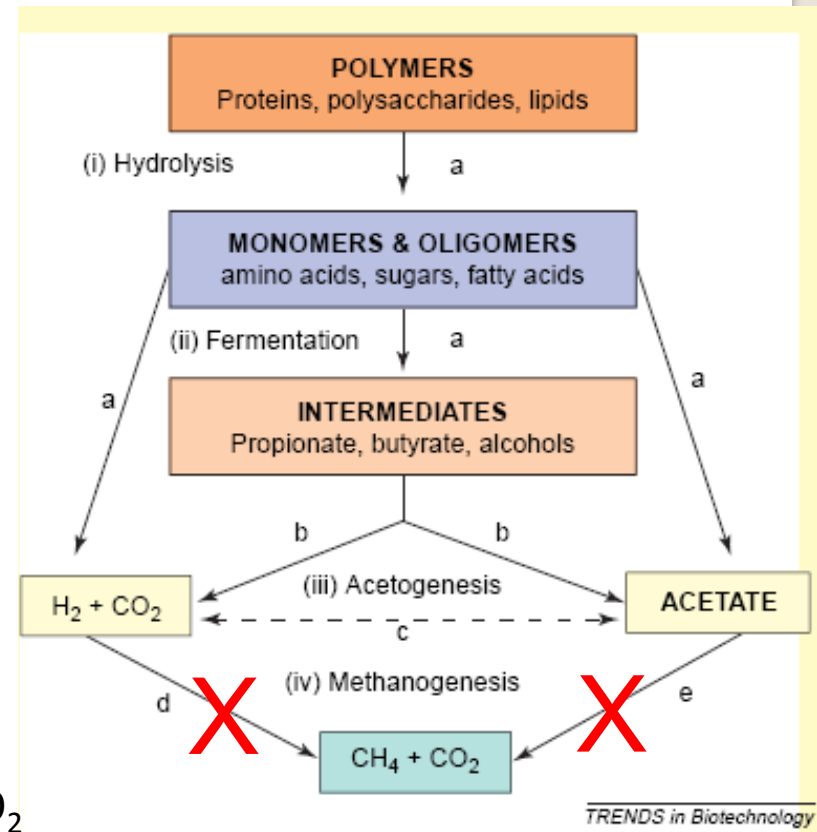 POLYMERS
Proteins, polysaccharides, lipids
(i) Hydrolysis
a
MONOMERS & OLIGOMERS
amino acids, sugars, fatty acids
(ii) Fermentation
a
a
a
INTERMEDIATES
Propionate, butyrate, alcohols
b
b
(iii) Acetogenesis
H₂ + CO₂
ACETATE
c
(iv) Methanogenesis
d
X
X
e
CH₄ + CO₂
O₂
TRENDS in Biotechnology